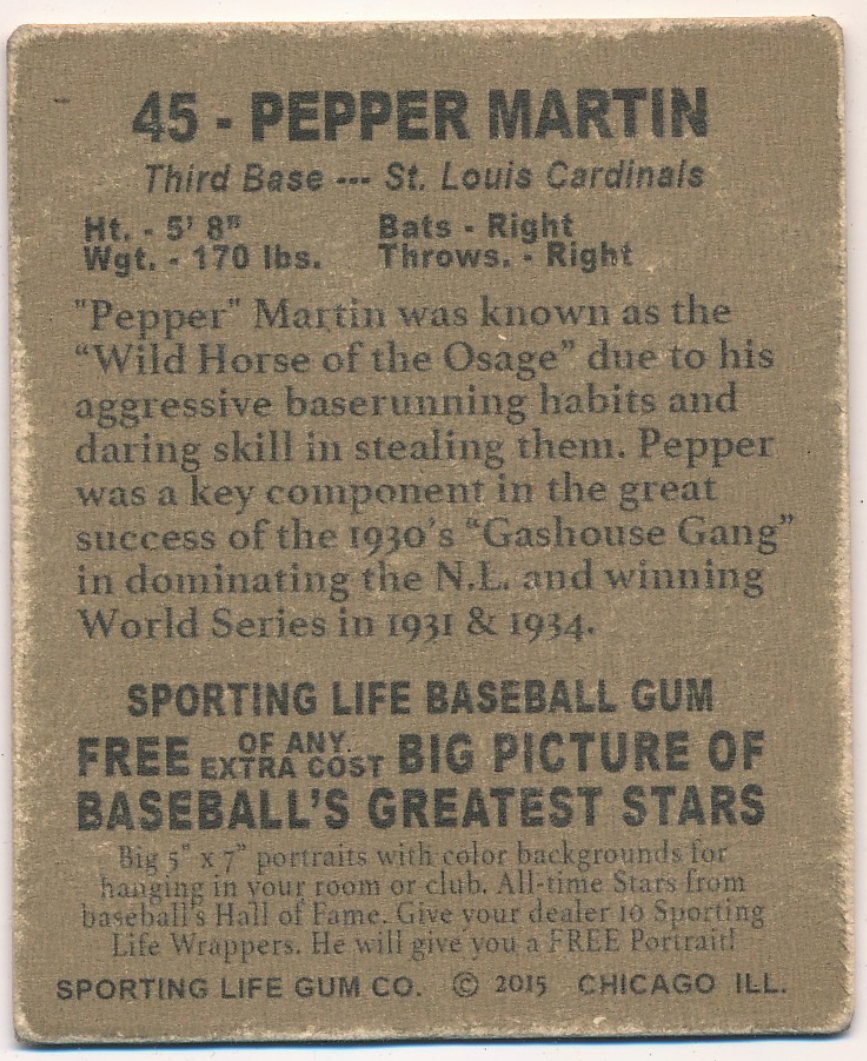 45 - PEPPER MARTIN
Third Base --- St. Louis Cardinals
Ht. - 5' 8" Bats - Right
Wgt. - 170 lbs. Throws. - Right
"Pepper" Martin was known as the
“Wild Horse of the Osage” due to his
aggressive baserunning habits and
daring skill in stealing them. Pepper
was a key component in the great
success of the 1930's “Gashouse Gang”
in dominating the N.L. and winning
World Series in 1931 & 1934.
SPORTING LIFE BASEBALL GUM
FREE OF ANY EXTRA COST BIG PICTURE OF
BASEBALL'S GREATEST STARS
Big 5" x 7" portraits with color backgrounds for
hanging in your room or club. All-time Stars from
baseball's Hall of Fame. Give your dealer 10 Sporting
Life Wrappers. He will give you a FREE Portrait!
SPORTING LIFE GUM CO. © 2015 CHICAGO ILL.